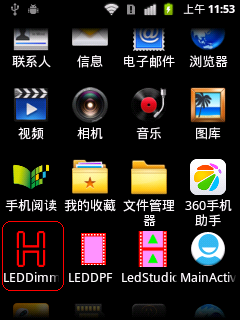 上午 11:53
联系人
信息
电子邮件
浏览器
视频
相机
音乐
图库
手机阅读
我的收藏
文件管理
器
360手机
助手
LEDDimm
LEDDPF
LedStudio
MainActiv